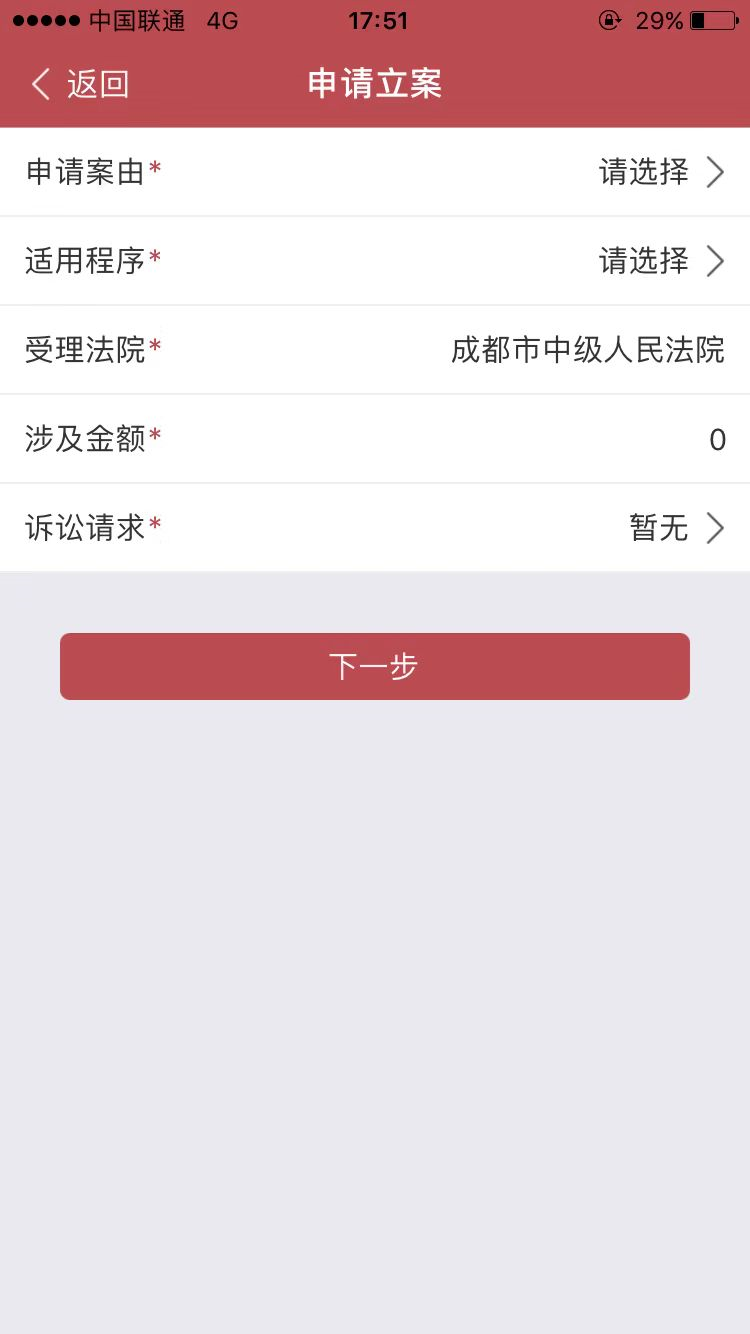 中国联通 4G 17:51 29%
返回 申请立案
申请案由* 请选择
适用程序* 请选择
受理法院* 成都市中级人民法院
涉及金额* 0
诉讼请求* 暂无
下一步